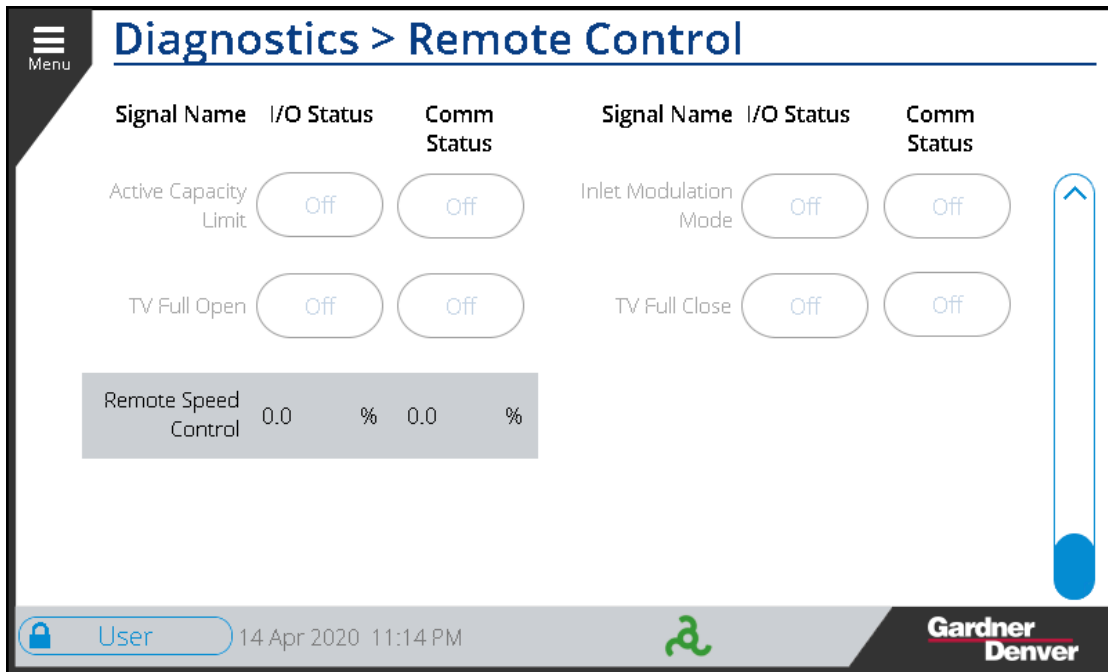 Diagnostics > Remote Control
Menu
Signal Name I/O Status Comm Status Signal Name I/O Status Comm Status
Active Capacity Limit Off Off Inlet Modulation Mode Off Off
TV Full Open Off Off TV Full Close Off Off
Remote Speed Control 0.0 % 0.0 %
User 14 Apr 2020 11:14 PM
Gardner
Denver